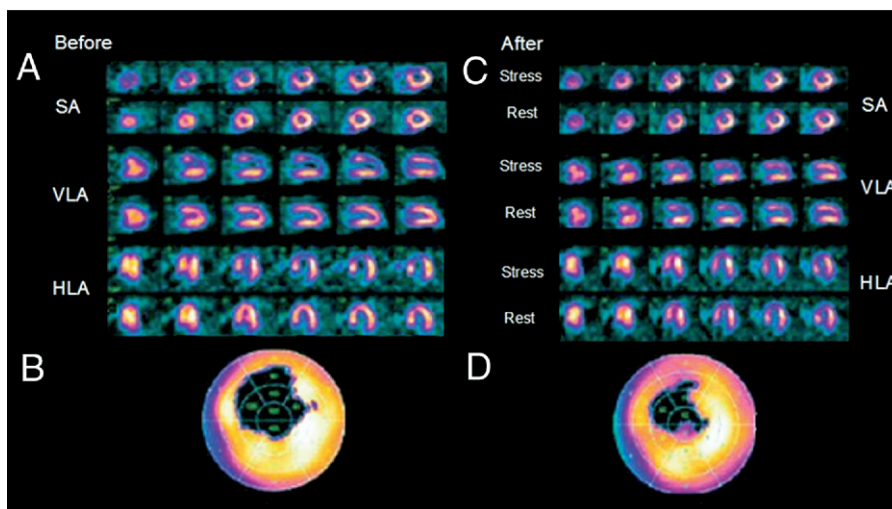 Before
A
SA
VLA
HLA
B
After
C
Stress
Rest
SA
Stress
Rest
VLA
Stress
Rest
HLA
D